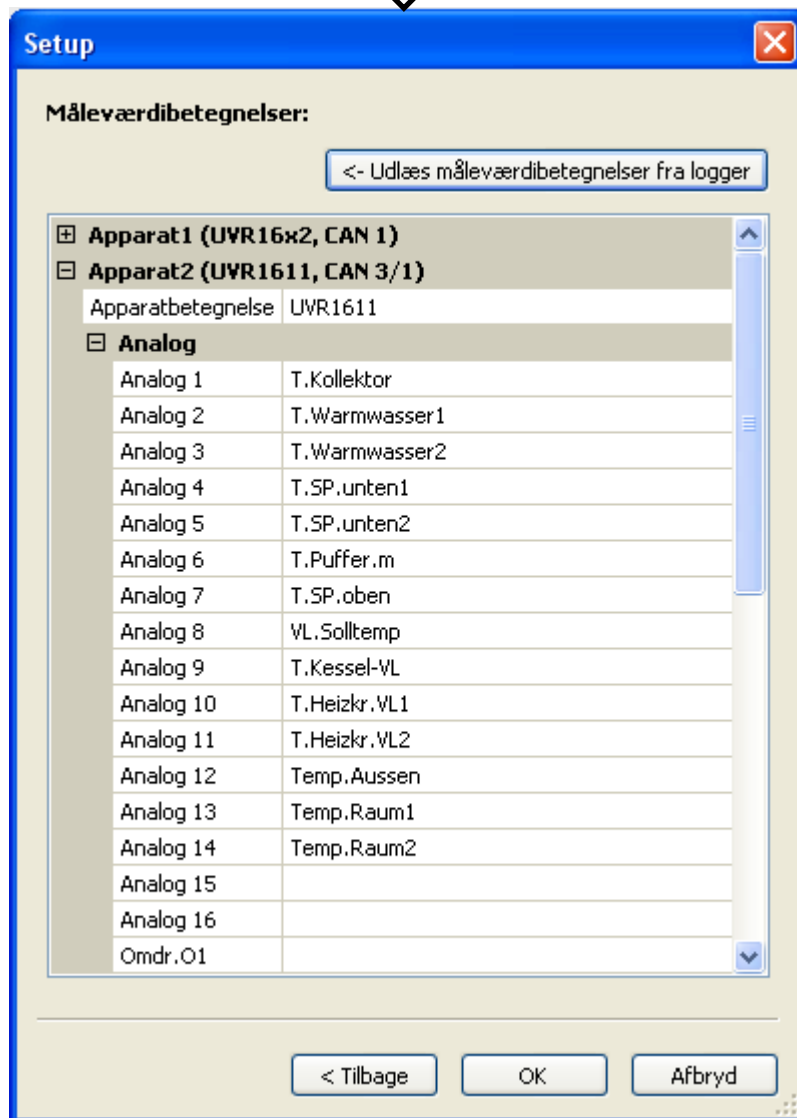 Setup
Måleværdibetegnelser:
<- Udlæs måleværdibetegnelser fra logger
Apparat1 (UVR16x2, CAN 1)
Apparat2 (UVR1611, CAN 3/1)
Apparatbetegnelse UVR1611
Analog
Analog 1 T.Kollektor
Analog 2 T.Warmwasser1
Analog 3 T.Warmwasser2
Analog 4 T.SP.unten1
Analog 5 T.SP.unten2
Analog 6 T.Puffer.m
Analog 7 T.SP.oben
Analog 8 VL.Solltemp
Analog 9 T.Kessel-VL
Analog 10 T.Heizkr.VL1
Analog 11 T.Heizkr.VL2
Analog 12 Temp.Aussen
Analog 13 Temp.Raum1
Analog 14 Temp.Raum2
Analog 15
Analog 16
Omdr.O1
< Tilbage OK Afbryd